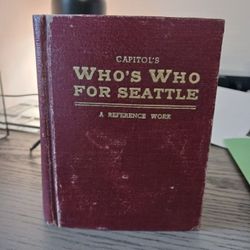 CAPITOL'S
WHO'S WHO
FOR SEATTLE
A REFERENCE WORK